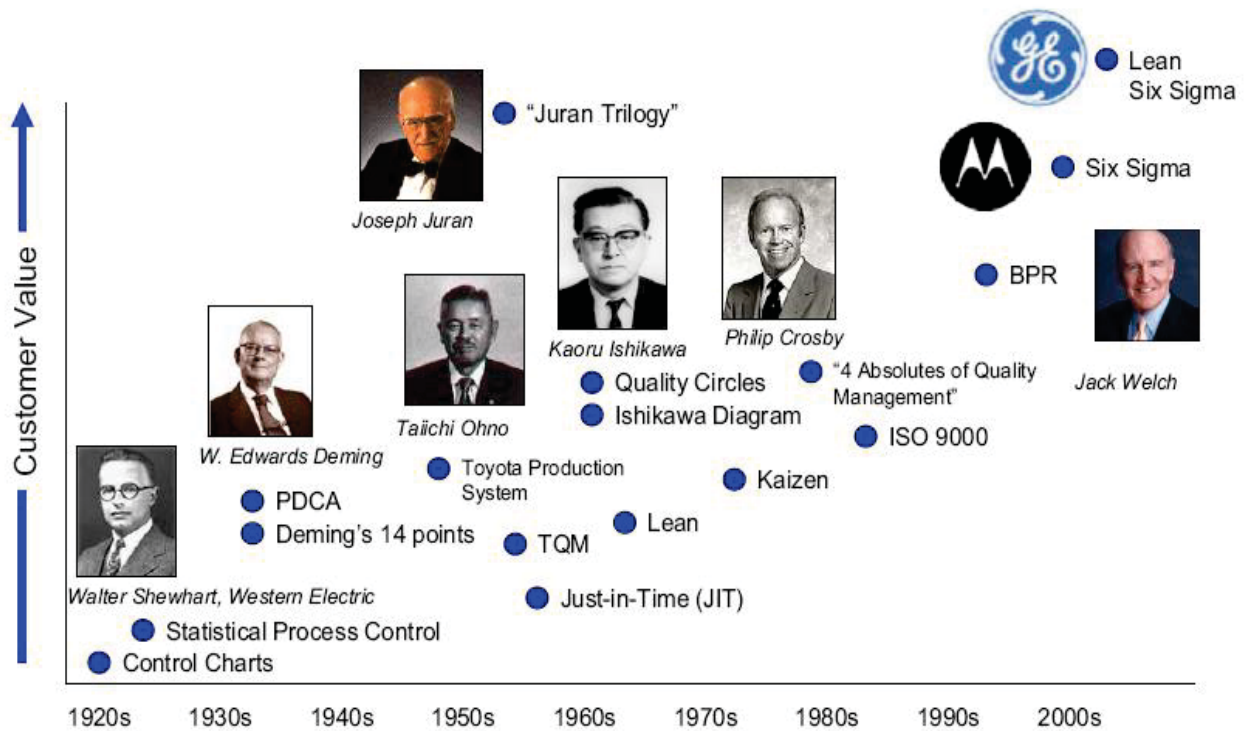 Lean
Six Sigma
"Juran Trilogy"
Six Sigma
Joseph Juran
BPR
Philip Crosby
Kaoru Ishikawa
"4 Absolutes of Quality
Management"
Jack Welch
Quality Circles
Ishikawa Diagram
Taiichi Ohno
ISO 9000
W. Edwards Deming
Toyota Production
System
Kaizen
PDCA
Deming's 14 points
Lean
TQM
Walter Shewhart, Western Electric
Just-in-Time (JIT)
Statistical Process Control
Control Charts
Customer Value
1920s 1930s 1940s 1950s 1960s 1970s 1980s 1990s 2000s
GE